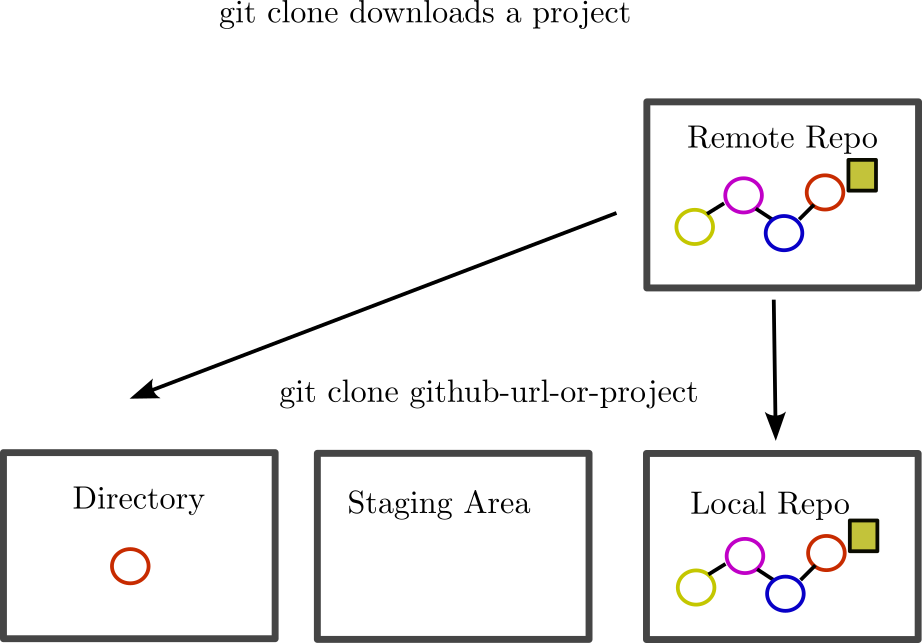 git clone downloads a project
Remote Repo
git clone github-url-or-project
Directory
Staging Area
Local Repo